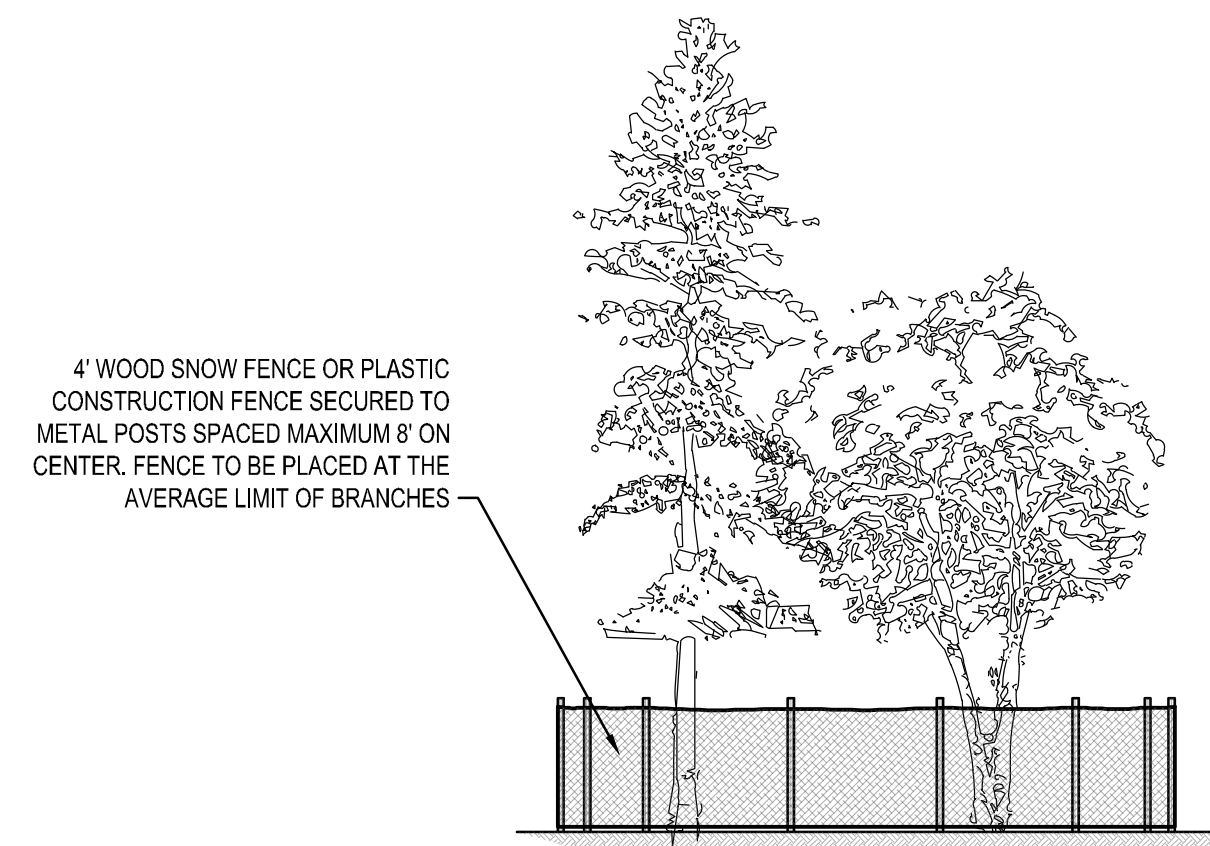 4' WOOD SNOW FENCE OR PLASTIC
CONSTRUCTION FENCE SECURED TO
METAL POSTS SPACED MAXIMUM 8' ON
CENTER. FENCE TO BE PLACED AT THE
AVERAGE LIMIT OF BRANCHES